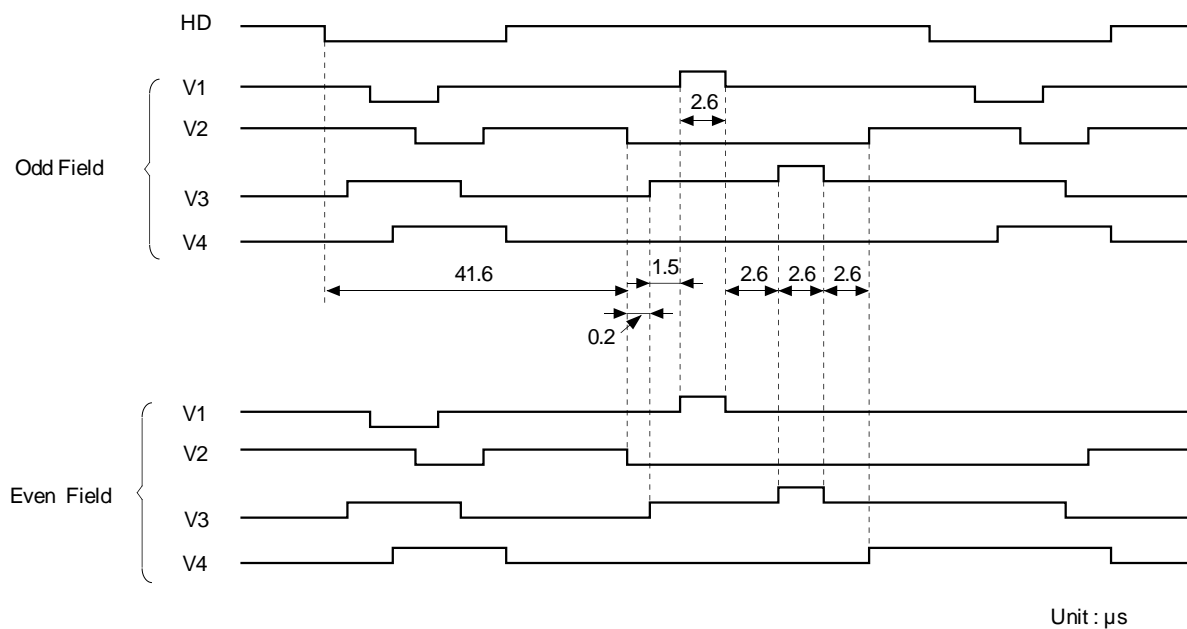 HD
V1
2.6
V2
Odd Field
V3
V4
41.6
1.5
2.6
2.6
2.6
0.2
V1
V2
Even Field
V3
V4
Unit : µs